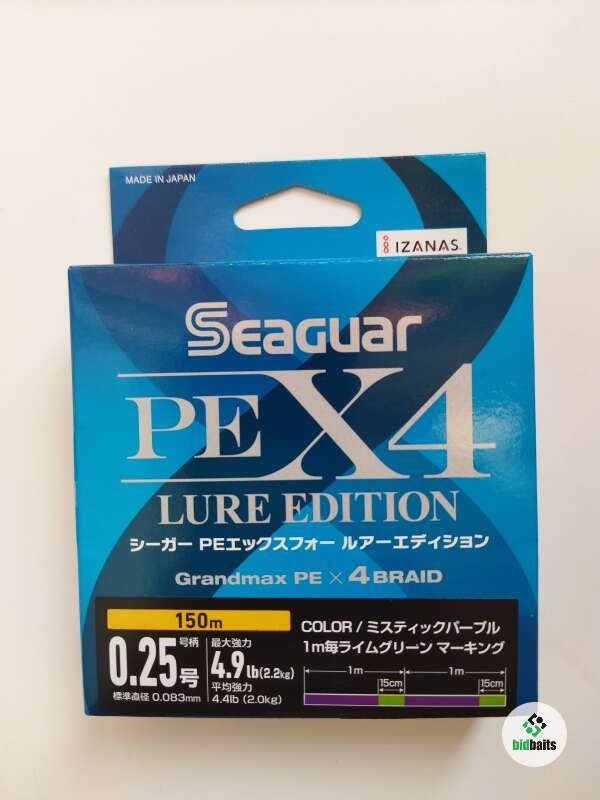 MADE IN JAPAN
IZANAS
Seaguar
PE X4
LURE EDITION
シーガー PEエックスフォー ルアーエディション
Grandmax PE × 4 BRAID
150m
0.25号 号柄
標準直径 0.083mm
最大強力
4.9lb(2.2kg)
平均強力
4.4lb(2.0kg)
COLOR / ミスティックパープル
1m毎ライムグリーン マーキング
1m 1m
15cm 15cm
bidbaits